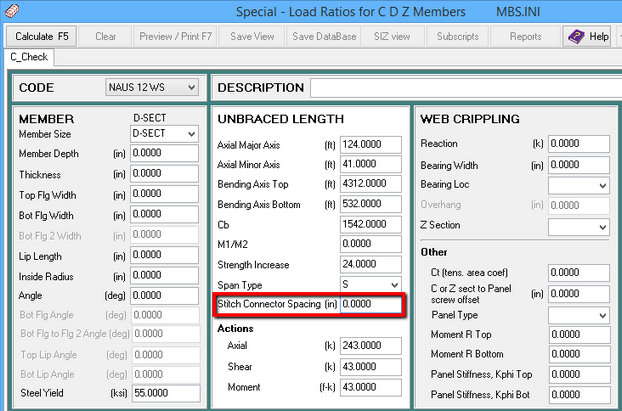 Special - Load Ratios for C D Z Members MBS.INI
Calculate F5 Clear Preview / Print F7 Save View Save DataBase SIZ view Subscripts Reports Help
C_Check
CODE NAUS 12 WS DESCRIPTION
MEMBER D-SECT
Member Size D-SECT
Member Depth (in) 0.0000
Thickness (in) 0.0000
Top Flg Width (in) 0.0000
Bot Flg Width (in) 0.0000
Bot Flg 2 Width (in)
Lip Length (in) 0.0000
Inside Radius (in) 0.0000
Angle (deg) 0.0000
Bot Flg Angle (deg)
Bot Flg to Flg 2 Angle (deg)
Top Lip Angle (deg)
Bot Lip Angle (deg)
Steel Yield (ksi) 55.0000
UNBRACED LENGTH
Axial Major Axis (ft) 124.0000
Axial Minor Axis (ft) 41.0000
Bending Axis Top (ft) 4312.0000
Bending Axis Bottom (ft) 532.0000
Cb 1542.0000
M1/M2 0.0000
Strength Increase 24.0000
Span Type S
Stitch Connector Spacing (in) 0.0000
Actions
Axial (k) 243.0000
Shear (k) 43.0000
Moment (f-k) 43.0000
WEB CRIPPLING
Reaction (k) 0.0000
Bearing Width (in) 0.0000
Bearing Loc
Overhang (in) 0.0000
Z Section
Other
Ct (tens. area coef) 0.0000
C or Z sect to Panel
screw offset (in) 0.0000
Panel Type
Moment R Top 0.0000
Moment R Bottom 0.0000
Panel Stiffness, Kphi Top 0.0000
Panel Stiffness, Kphi Bot 0.0000